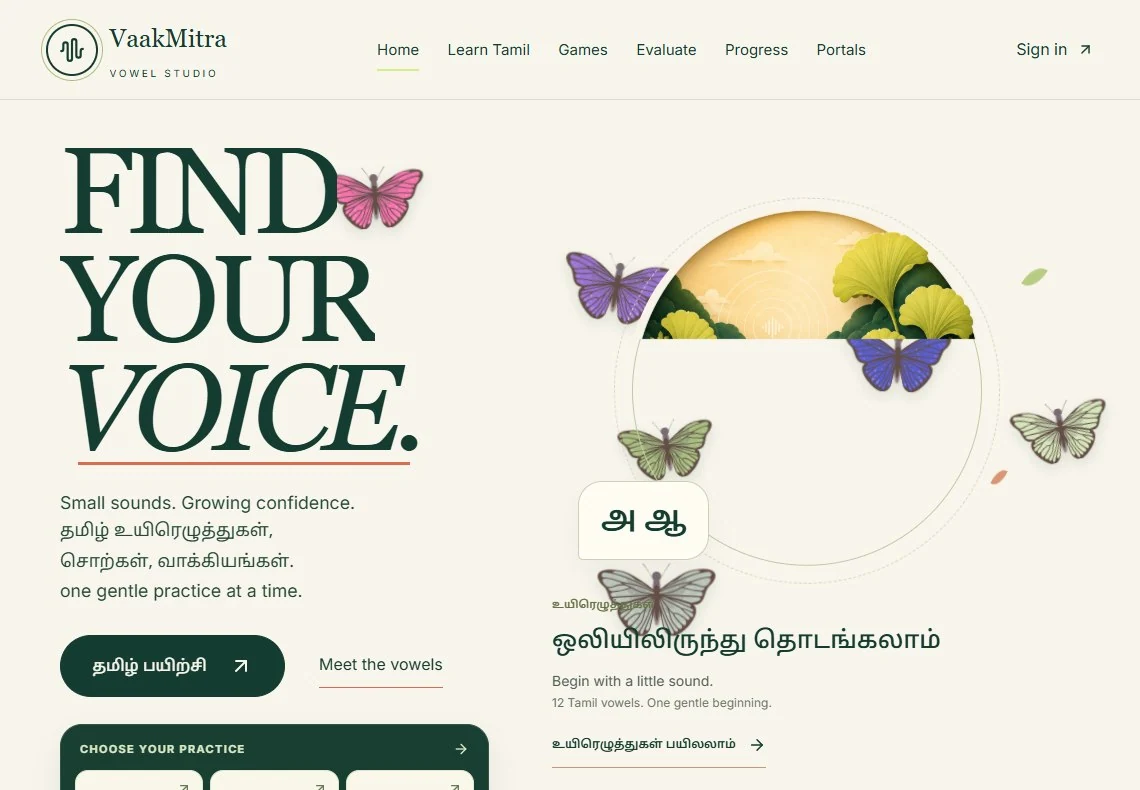 VaakMitra
VOWEL STUDIO
Home
Learn Tamil
Games
Evaluate
Progress
Portals
Sign in
FIND
YOUR
VOICE.
Small sounds. Growing confidence.
தமிழ் உயிரெழுத்துகள்,
சொற்கள், வாக்கியங்கள்.
one gentle practice at a time.
தமிழ் பயிற்சி
Meet the vowels
CHOOSE YOUR PRACTICE
அ ஆ
உயிரெழுத்துகள்
ஒலியிலிருந்து தொடங்கலாம்
Begin with a little sound.
12 Tamil vowels. One gentle beginning.
உயிரெழுத்துகள் பயிலலாம்